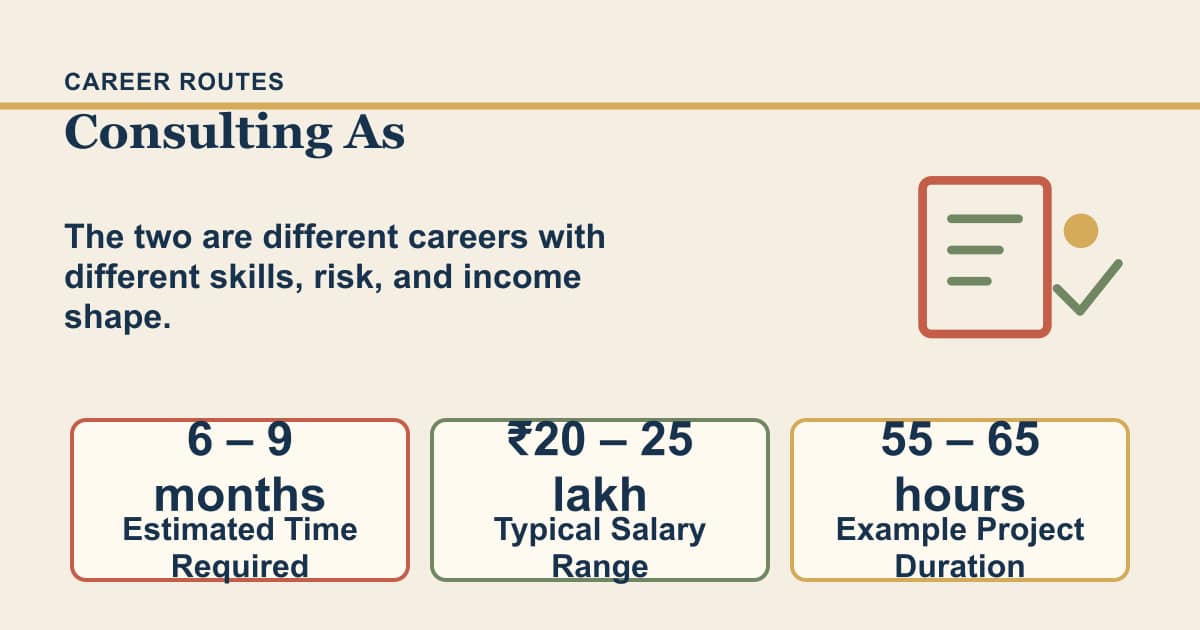 CAREER ROUTES
Consulting As
The two are different careers with
different skills, risk, and income
shape.
6 – 9
months
Estimated Time
Required
₹20 – 25
lakh
Typical Salary
Range
55 – 65
hours
Example Project
Duration